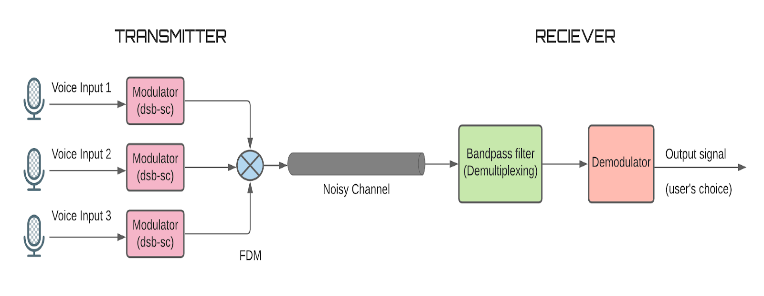 TRANSMITTER
RECIEVER
Voice Input 1
Modulator
(dsb-sc)
Voice Input 2
Modulator
(dsb-sc)
Voice Input 3
Modulator
(dsb-sc)
FDM
Noisy Channel
Bandpass filter
(Demultiplexing)
Demodulator
Output signal
(user's choice)